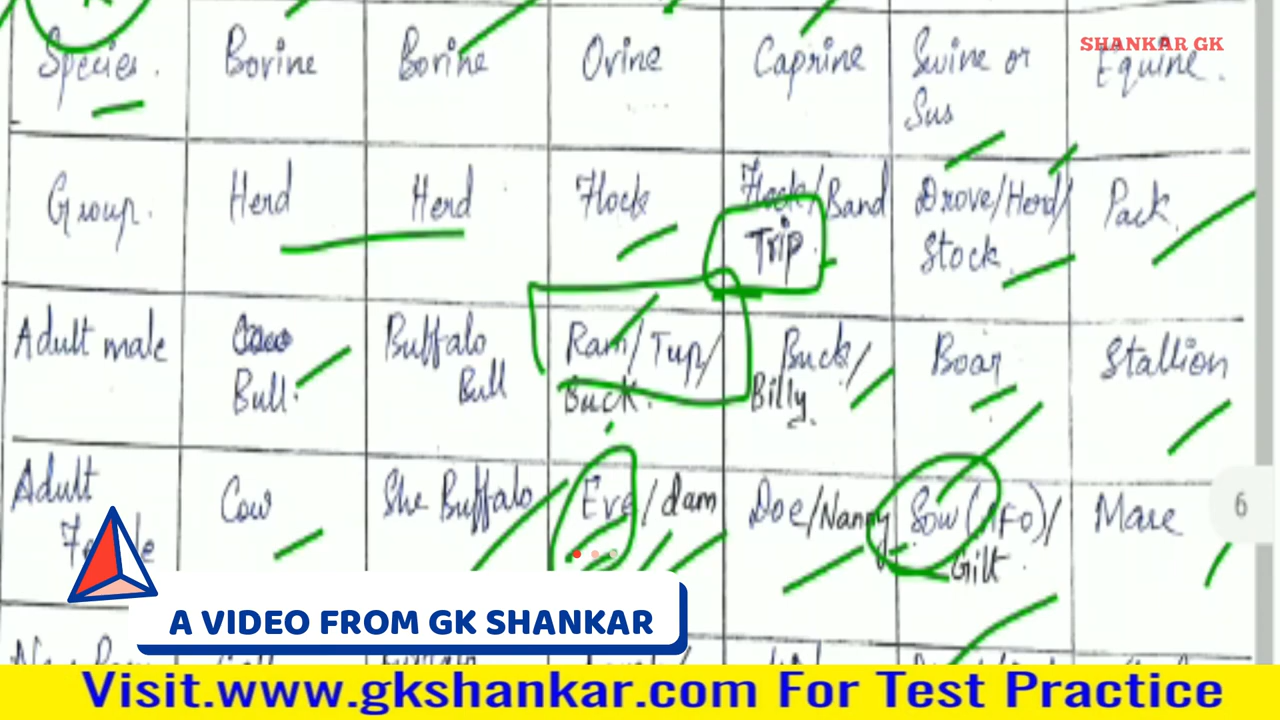 SHANKAR GK
Species. Bovine Bovine Ovine Caprine Swine or Equine.
Sus
Group. Herd Herd Flock Flock/Band Drove/Herd/ Pack
Trip Stock
Adult male Bull Buffalo Ram/Tup/ Buck/ Boar Stallion
Bull Buck. Billy.
Adult Cow She Buffalo Eve/dam Doe/Nanny Sow(AFO)/ Mare
Gilt
6
A VIDEO FROM GK SHANKAR
Visit.www.gkshankar.com For Test Practice